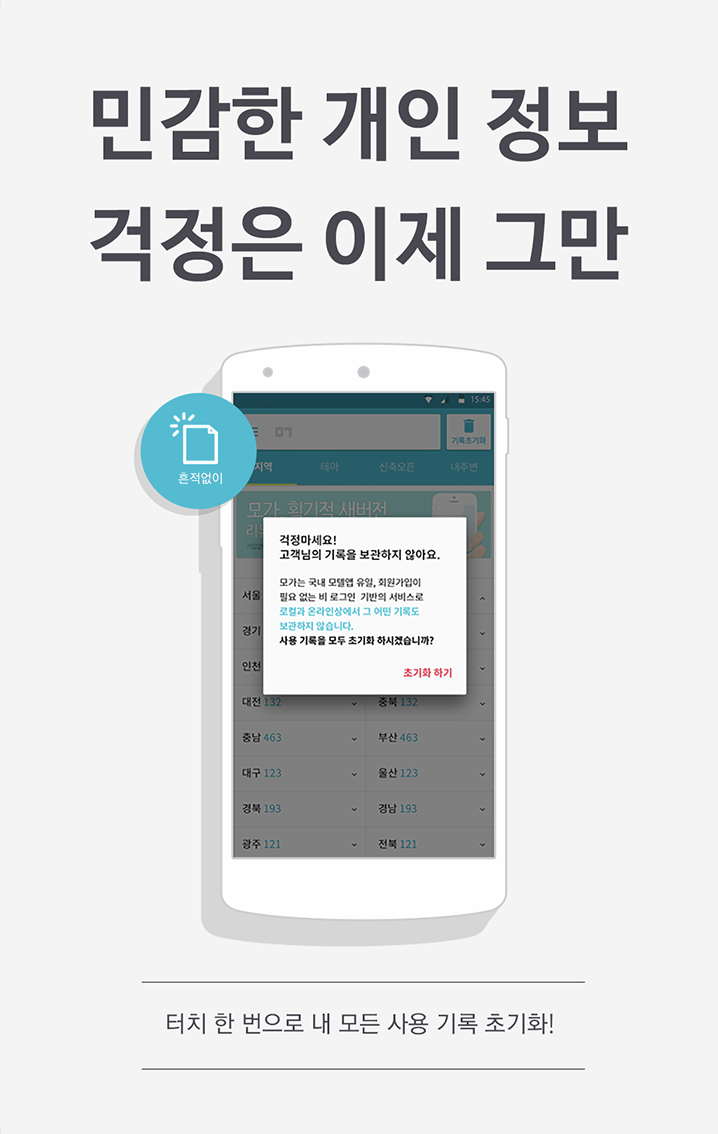 민감한 개인 정보
걱정은 이제 그만
15:45
모가
기록초기화
흔적없이
지역
테마
신축오픈
내주변
모가 획기적 새버전
걱정마세요!
고객님의 기록을 보관하지 않아요.
모가는 국내 모텔앱 유일, 회원가입이
필요 없는 비 로그인 기반의 서비스로
로컬과 온라인상에서 그 어떤 기록도
보관하지 않습니다.
사용 기록을 모두 초기화 하시겠습니까?
초기화 하기
서울
경기
인천
대전 132
충북 132
충남 463
부산 463
대구 123
울산 123
경북 193
경남 193
광주 121
전북 121
터치 한 번으로 내 모든 사용 기록 초기화!